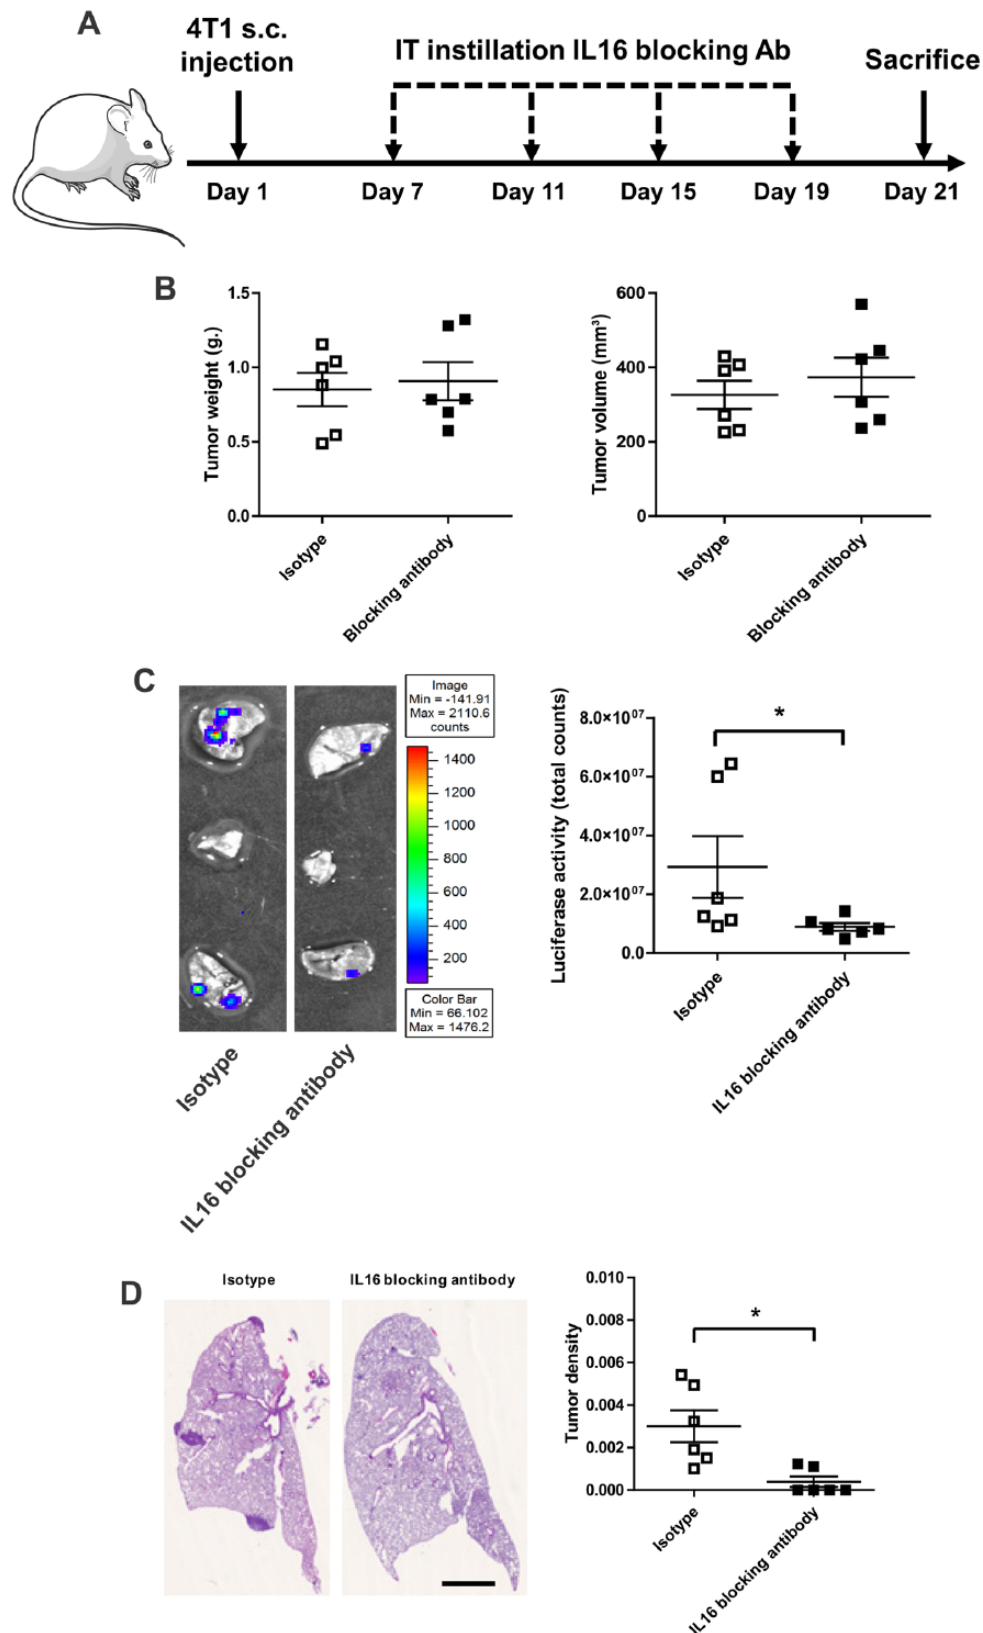 A
4T1 s.c.
injection
IT instillation IL16 blocking Ab
Sacrifice
Day 1
Day 7
Day 11
Day 15
Day 19
Day 21
B
Tumor weight (g.)
1.5
1.0
0.5
0.0
Isotype
Blocking antibody
Tumor volume (mm³)
600
400
200
0
Isotype
Blocking antibody
C
Image
Min = -141.91
Max = 2110.6
counts
1400
1200
1000
800
600
400
200
Color Bar
Min = 66.102
Max = 1476.2
Isotype
IL16 blocking antibody
Luciferase activity (total counts)
8.0×10⁰⁷
6.0×10⁰⁷
4.0×10⁰⁷
2.0×10⁰⁷
0.0
*
Isotype
IL16 blocking antibody
D
Isotype
IL16 blocking antibody
Tumor density
0.010
0.008
0.006
0.004
0.002
0.000
*
Isotype
IL16 blocking antibody